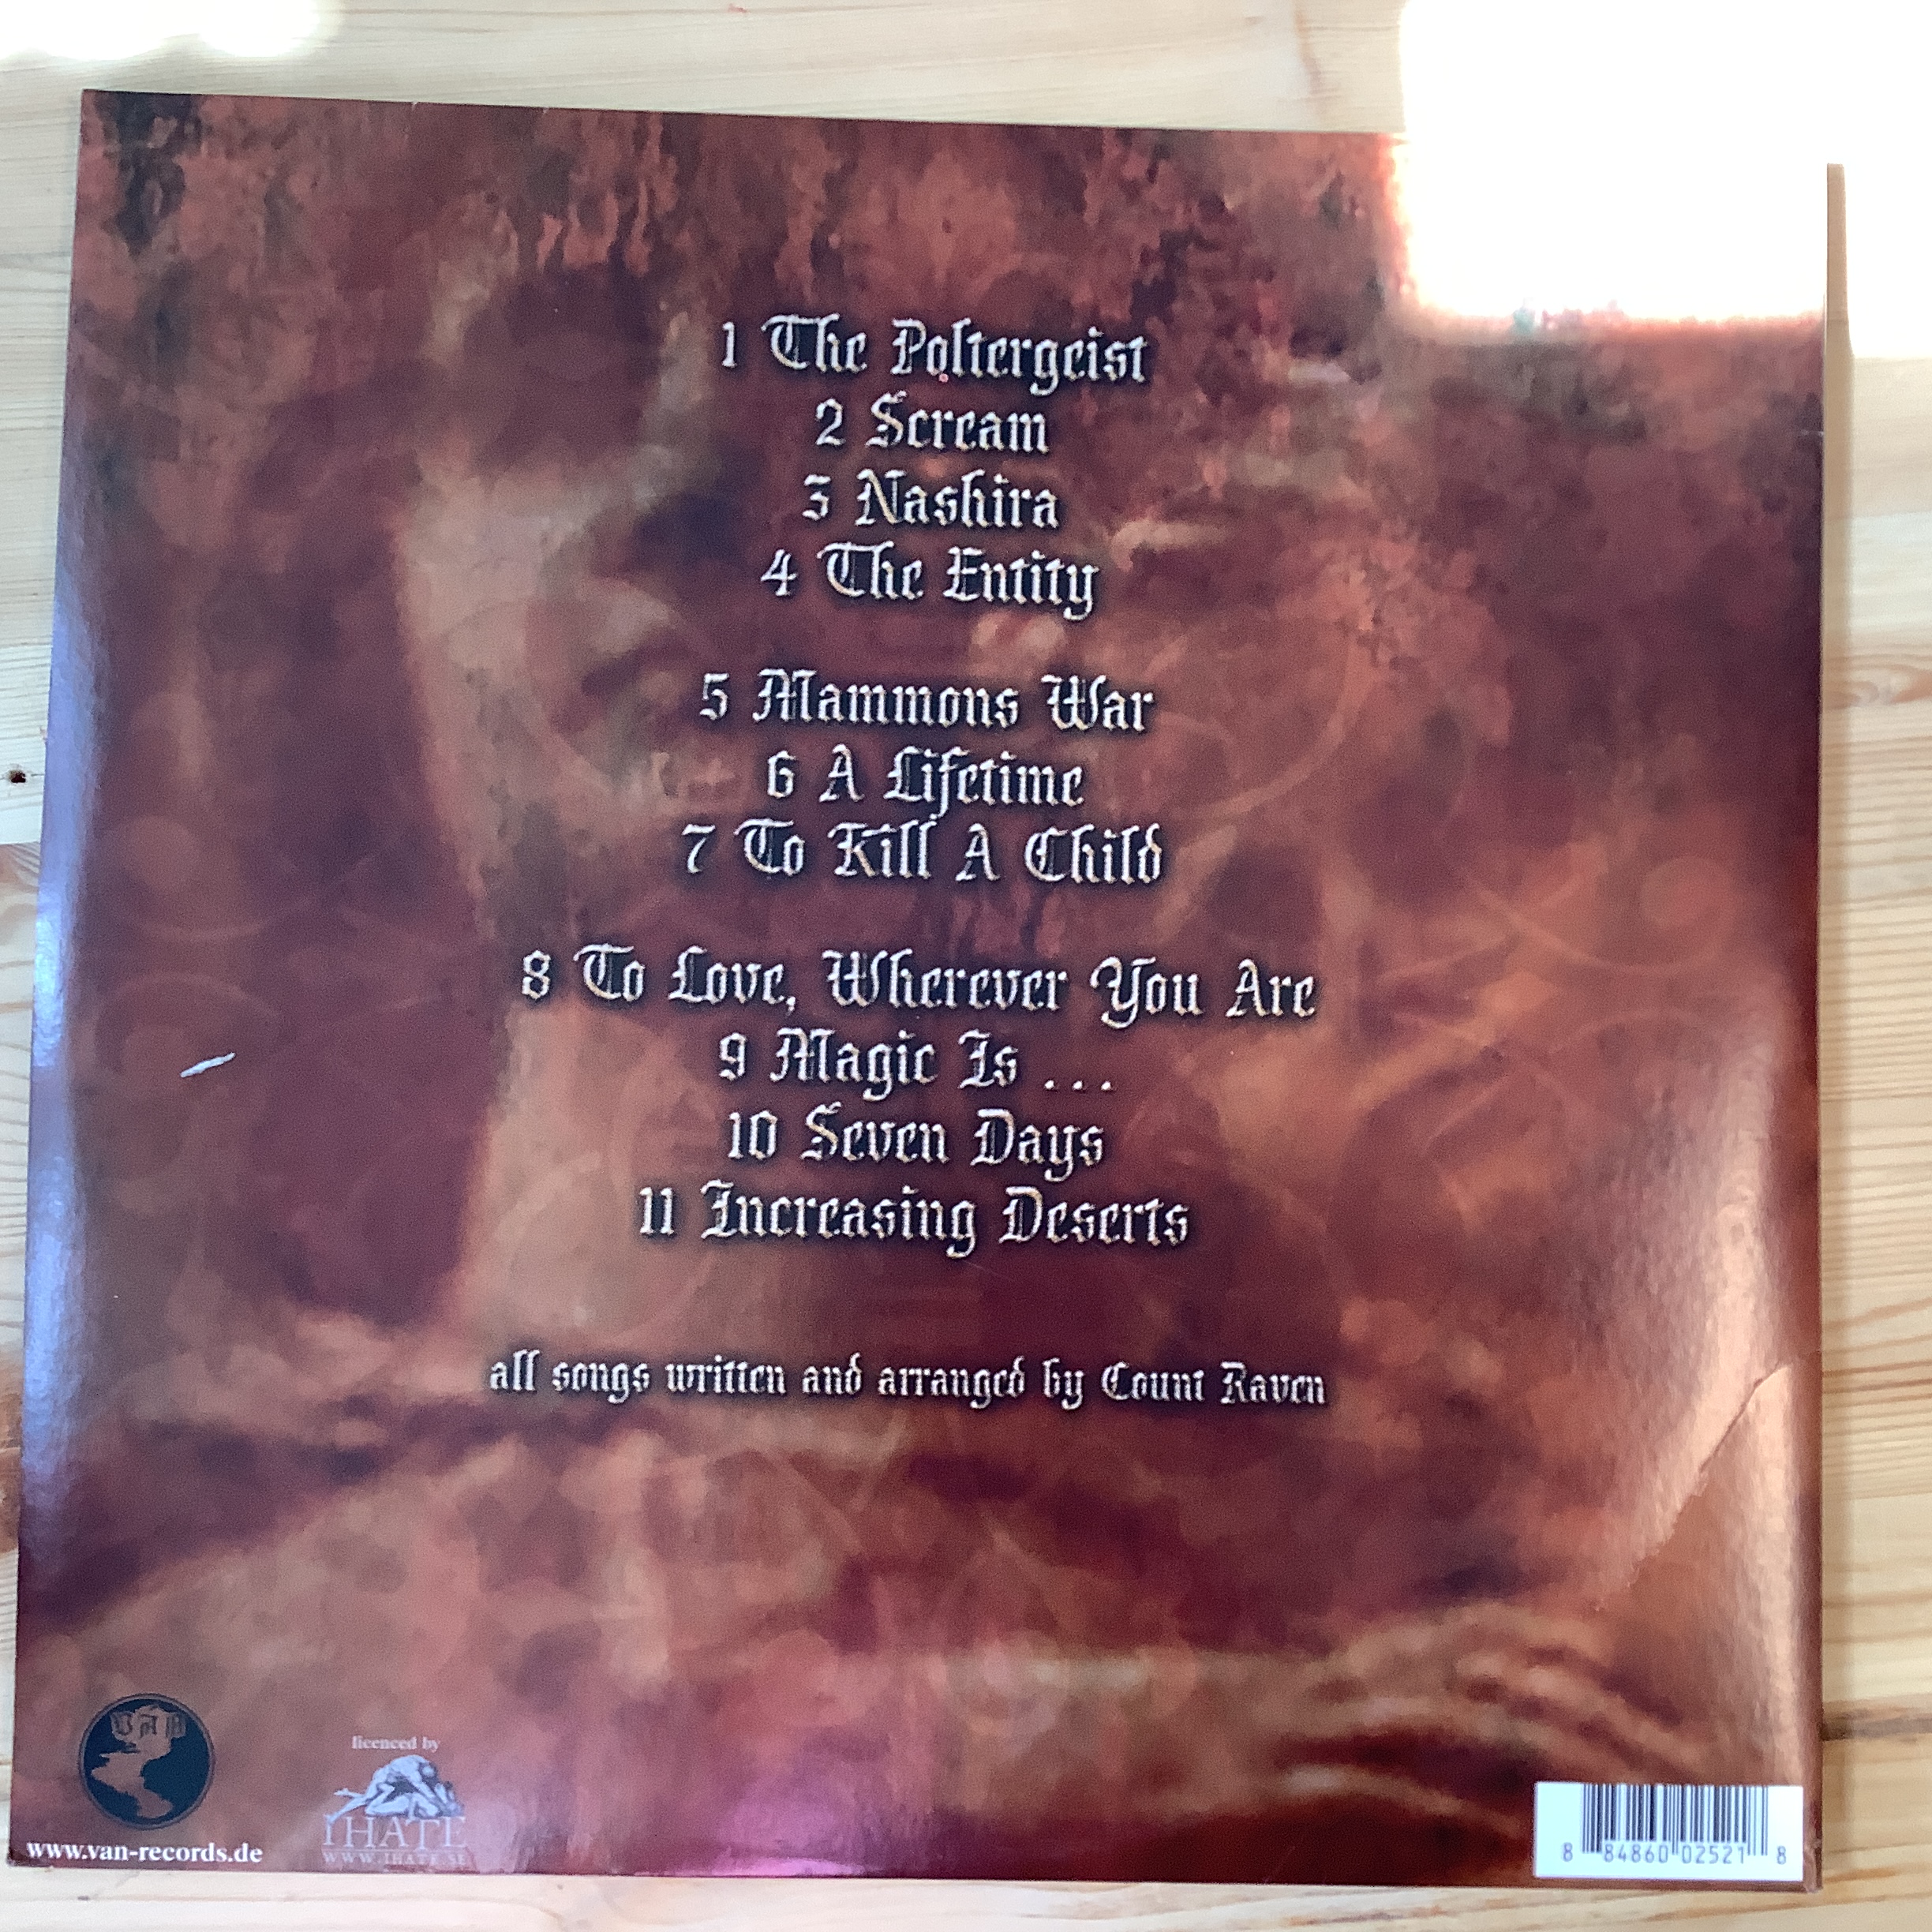 1 The Poltergeist
2 Scream
3 Nashira
4 The Entity
5 Mammons War
6 A Lifetime
7 To Kill A Child
8 To Love, Wherever You Are
9 Magic Is ...
10 Seven Days
11 Increasing Deserts
all songs written and arranged by Count Raven
VAN
www.van-records.de
licenced by
IHATE
WWW.IHATE.SE
8 84860 02521 8